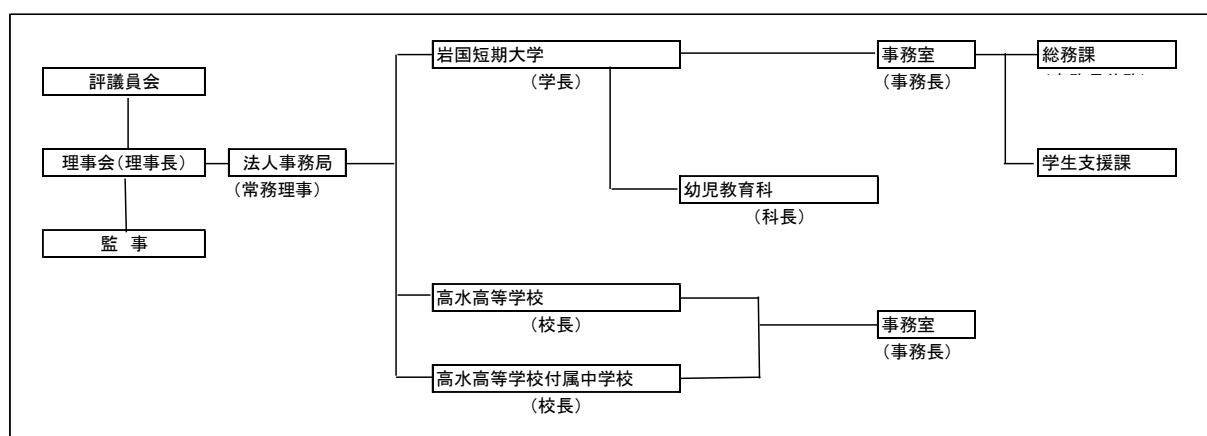 評議員会
理事会(理事長)
監 事
法人事務局
(常務理事)
岩国短期大学
(学長)
幼児教育科
(科長)
事務室
(事務長)
総務課
学生支援課
高水高等学校
(校長)
高水高等学校付属中学校
(校長)
事務室
(事務長)